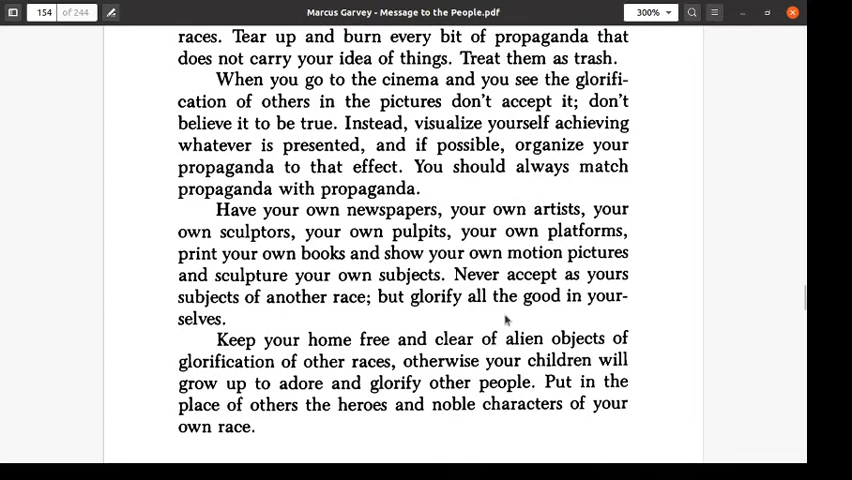 154 of 244
Marcus Garvey - Message to the People.pdf
300%
races. Tear up and burn every bit of propaganda that
does not carry your idea of things. Treat them as trash.
When you go to the cinema and you see the glorifi-
cation of others in the pictures don't accept it; don't
believe it to be true. Instead, visualize yourself achieving
whatever is presented, and if possible, organize your
propaganda to that effect. You should always match
propaganda with propaganda.
Have your own newspapers, your own artists, your
own sculptors, your own pulpits, your own platforms,
print your own books and show your own motion pictures
and sculpture your own subjects. Never accept as yours
subjects of another race; but glorify all the good in your-
selves.
Keep your home free and clear of alien objects of
glorification of other races, otherwise your children will
grow up to adore and glorify other people. Put in the
place of others the heroes and noble characters of your
own race.